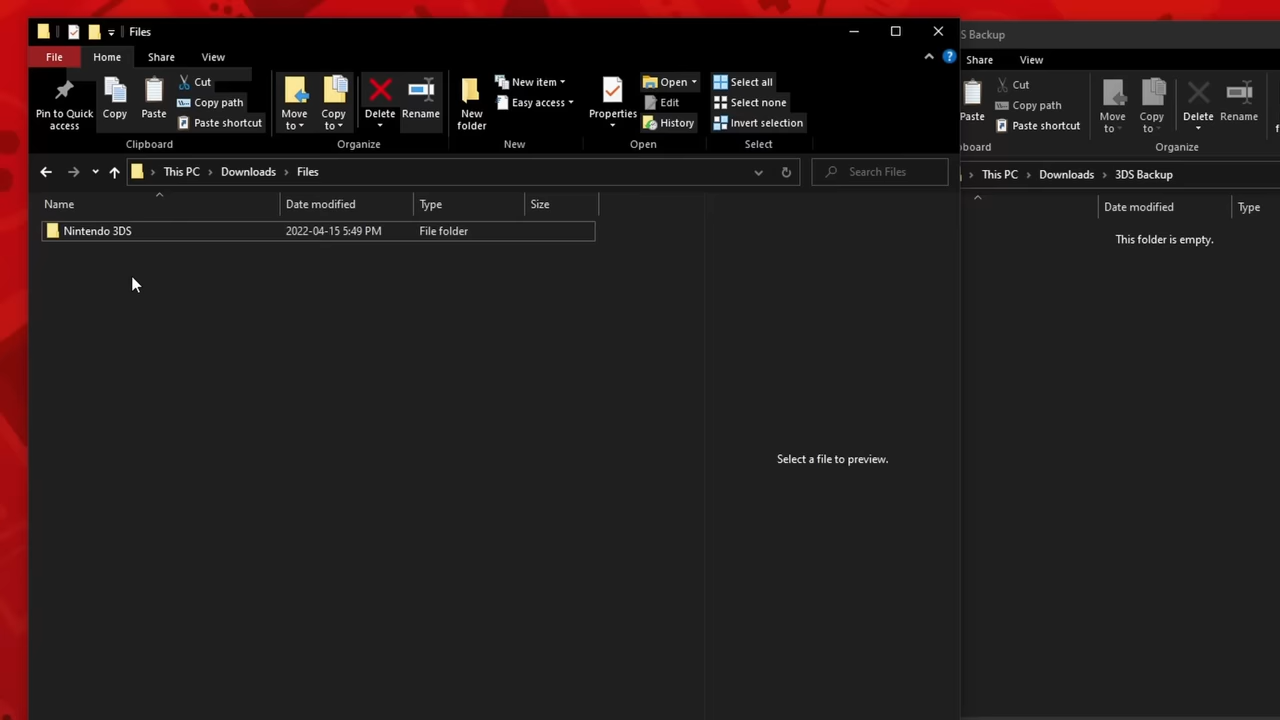 Files
File Home Share View
Pin to Quick access
Copy
Paste
Cut
Copy path
Paste shortcut
Clipboard
Move to
Copy to
Delete
Rename
Organize
New folder
New item
Easy access
New
Properties
Open
Edit
History
Open
Select all
Select none
Invert selection
Select
This PC Downloads Files
Search Files
Name Date modified Type Size
Nintendo 3DS 2022-04-15 5:49 PM File folder
Select a file to preview.
Backup
Share View
Paste
Cut
Copy path
Paste shortcut
Move to
Copy to
Delete
Rename
Organize
This PC Downloads 3DS Backup
Date modified Type
This folder is empty.